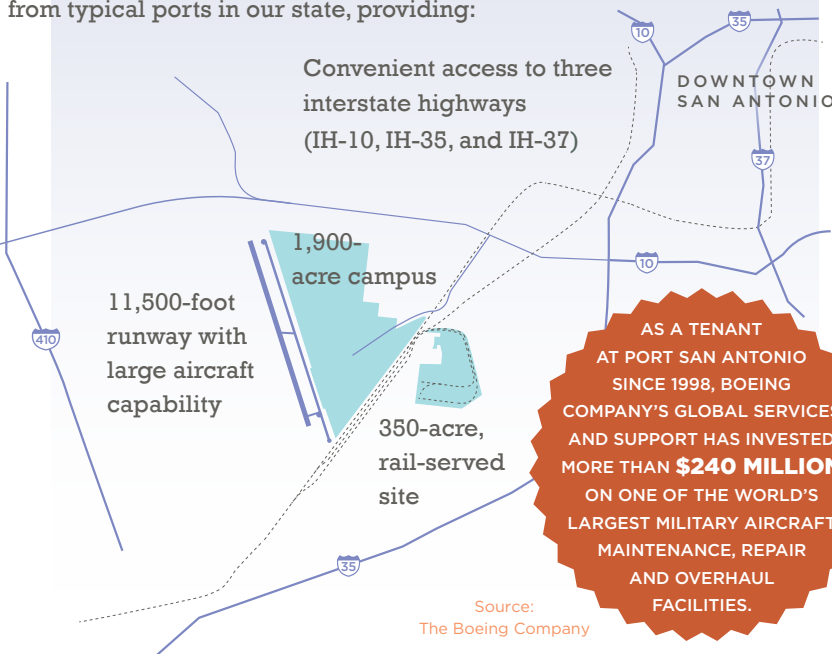 from typical ports in our state, providing:
Convenient access to three
interstate highways
(IH-10, IH-35, and IH-37)
10
35
DOWNTOWN
SAN ANTONIO
37
1,900-
acre campus
10
11,500-foot
runway with
large aircraft
capability
410
350-acre,
rail-served
site
35
AS A TENANT
AT PORT SAN ANTONIO
SINCE 1998, BOEING
COMPANY'S GLOBAL SERVICES
AND SUPPORT HAS INVESTED
MORE THAN $240 MILLION
ON ONE OF THE WORLD'S
LARGEST MILITARY AIRCRAFT
MAINTENANCE, REPAIR
AND OVERHAUL
FACILITIES.
Source:
The Boeing Company